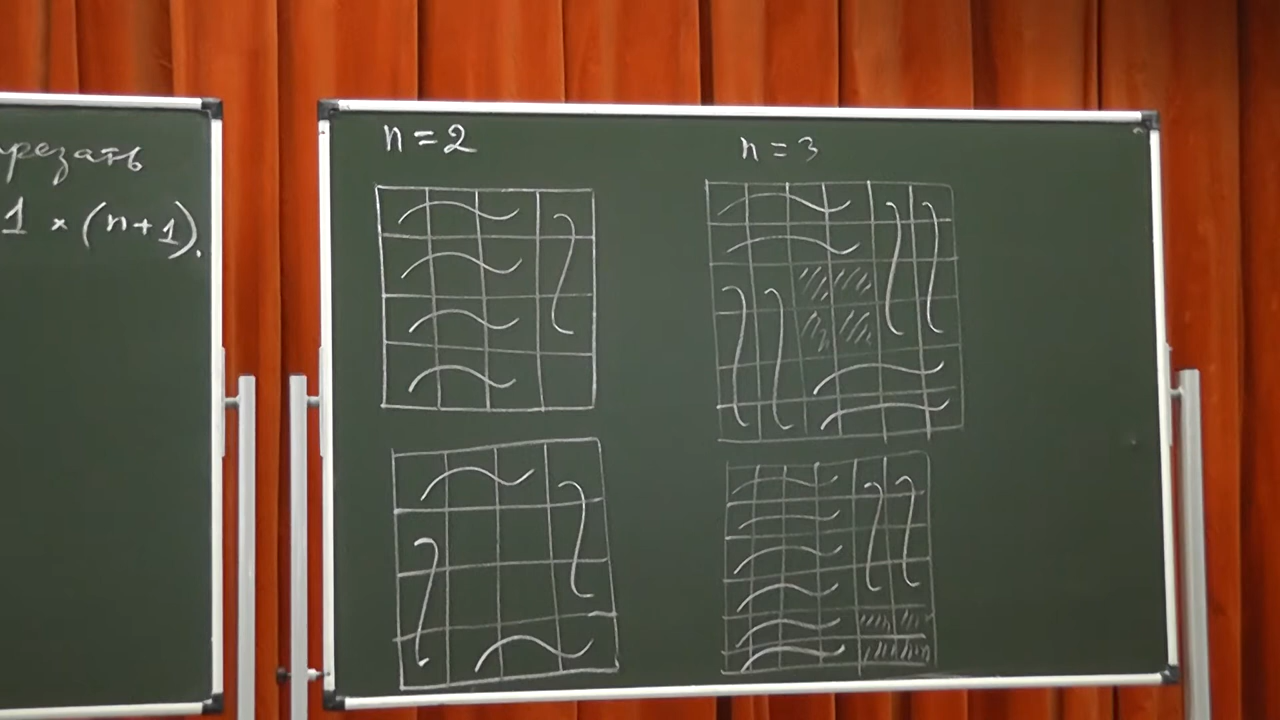 резать
1 × (n+1).
n = 2
n = 3